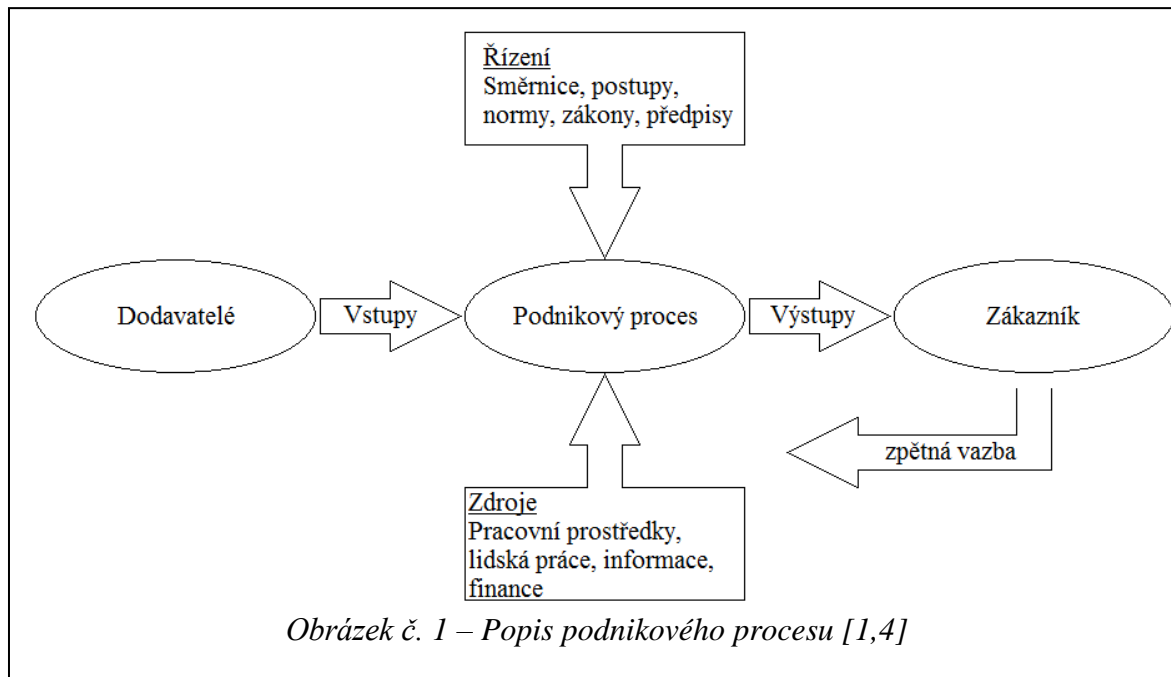 Řízení
Směrnice, postupy,
normy, zákony, předpisy
Dodavatelé
Vstupy
Podnikový proces
Výstupy
Zákazník
zpětná vazba
Zdroje
Pracovní prostředky,
lidská práce, informace,
finance
Obrázek č. 1 – Popis podnikového procesu [1,4]